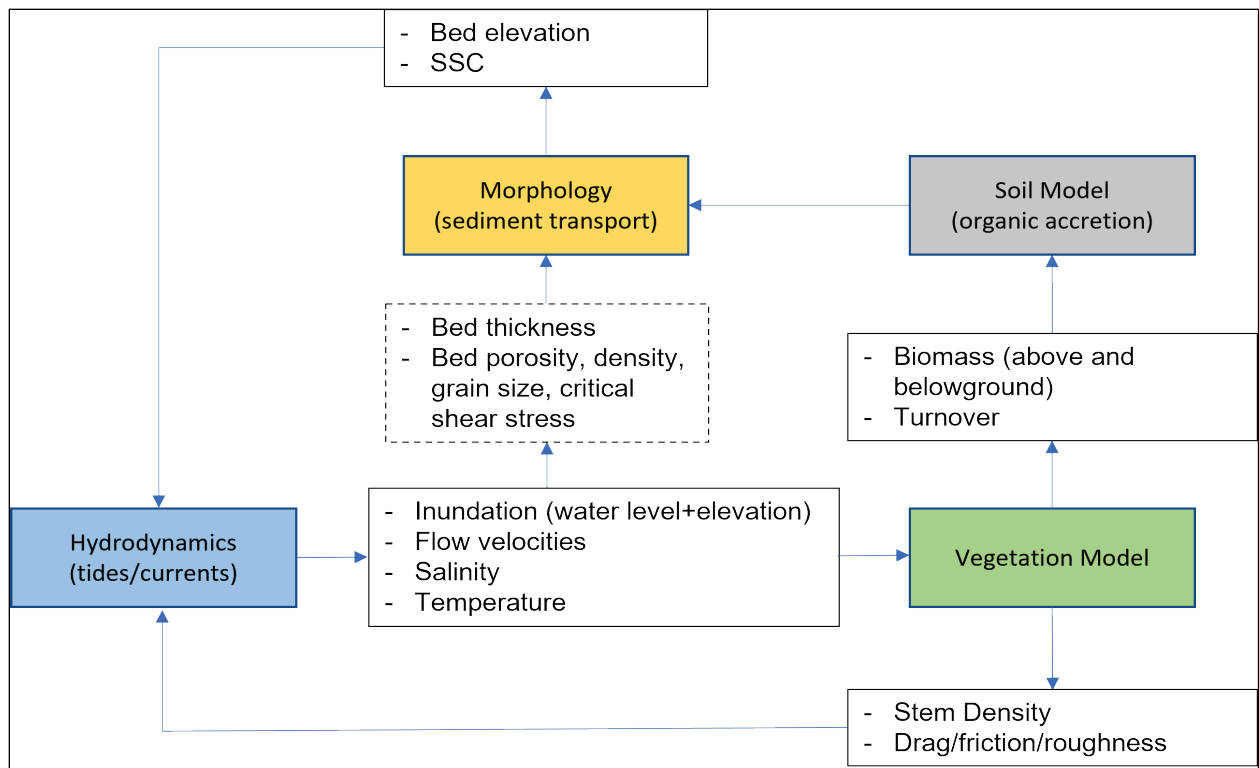 - Bed elevation
- SSC
Morphology
(sediment transport)
Soil Model
(organic accretion)
- Bed thickness
- Bed porosity, density,
grain size, critical
shear stress
- Biomass (above and
belowground)
- Turnover
Hydrodynamics
(tides/currents)
- Inundation (water level+elevation)
- Flow velocities
- Salinity
- Temperature
Vegetation Model
- Stem Density
- Drag/friction/roughness